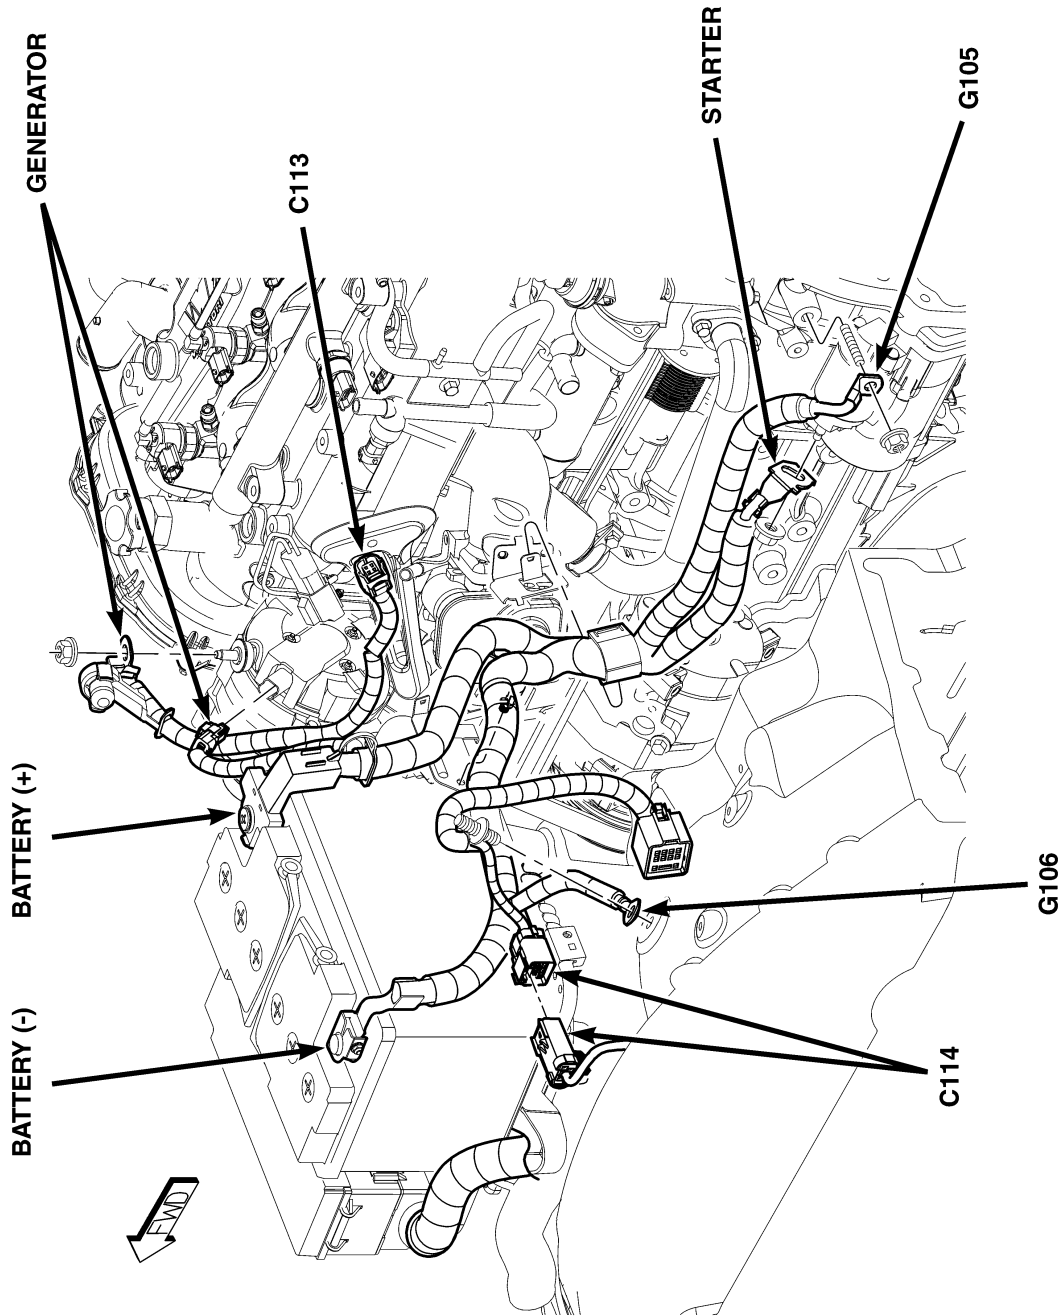 BATTERY (-)
BATTERY (+)
GENERATOR
C113
STARTER
G105
C114
G106
FWD